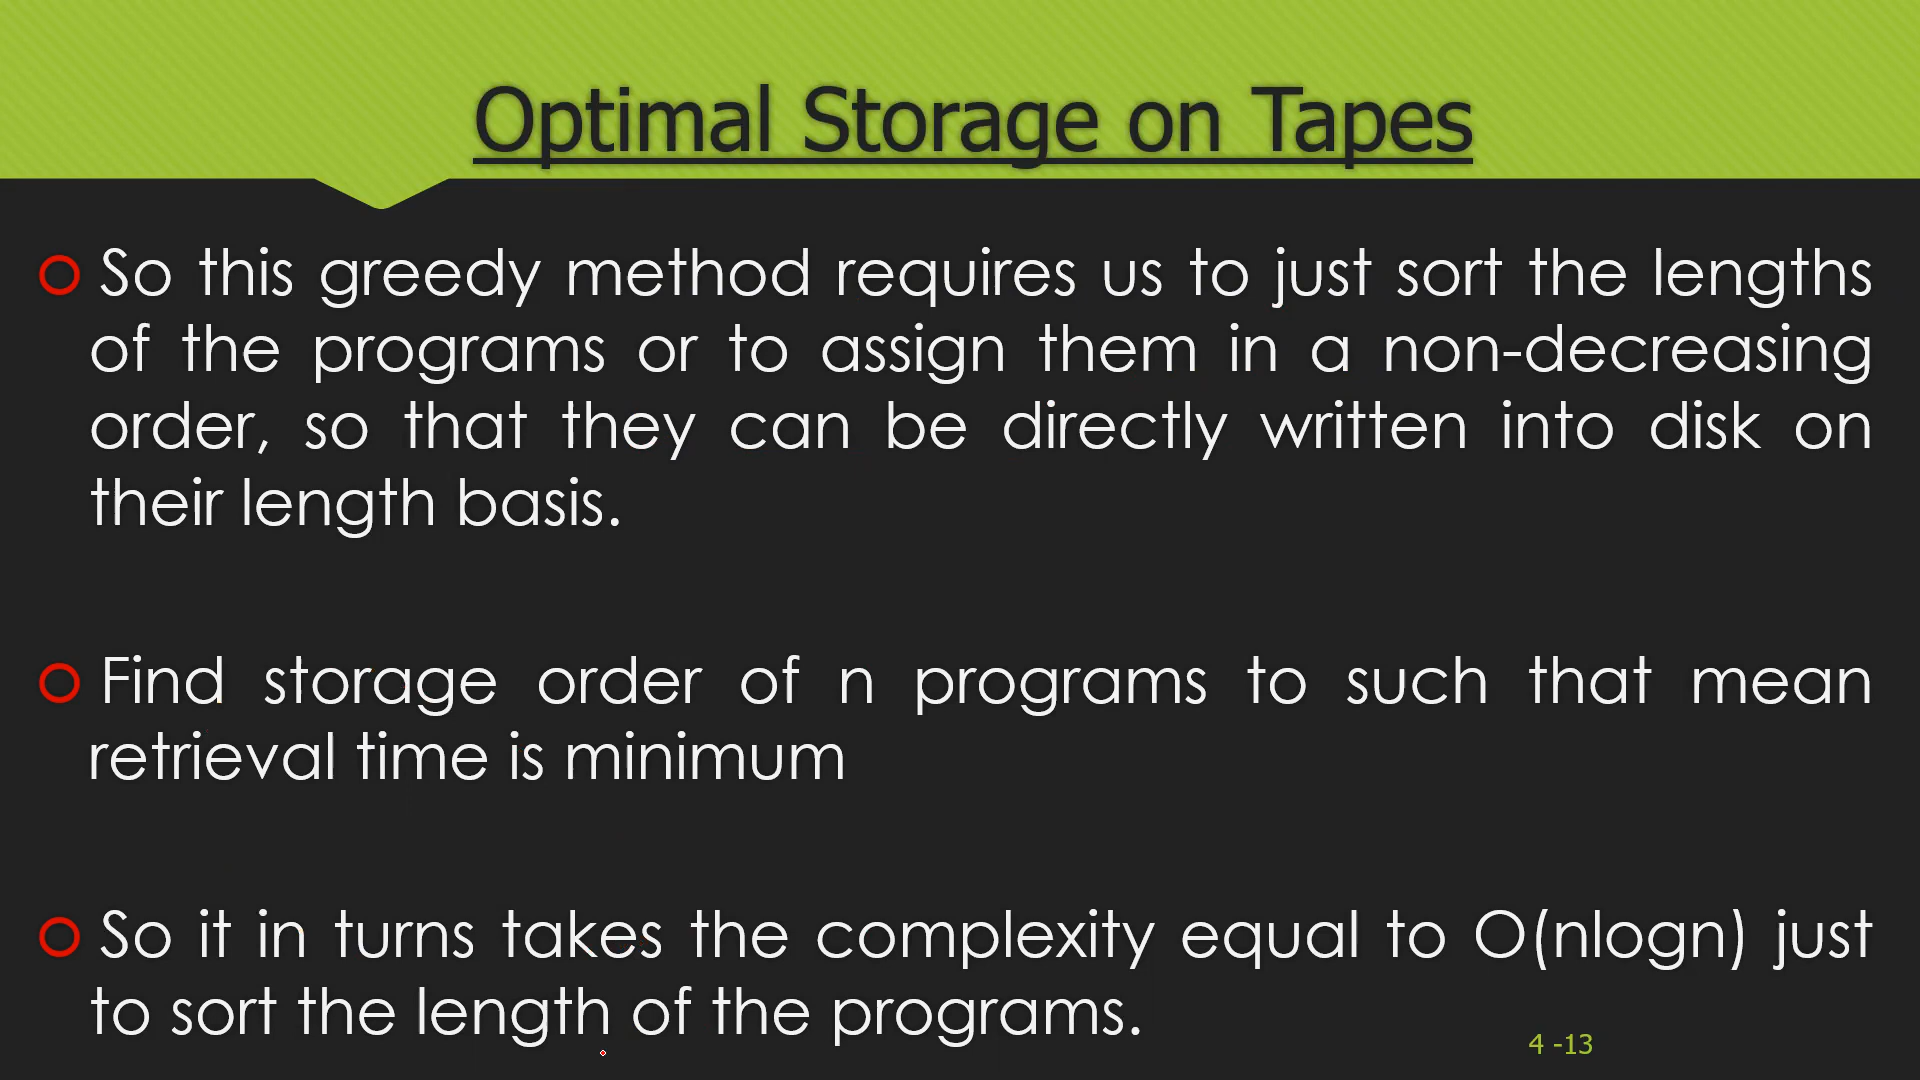 Optimal Storage on Tapes
So this greedy method requires us to just sort the lengths
of the programs or to assign them in a non-decreasing
order, so that they can be directly written into disk on
their length basis.
Find storage order of n programs to such that mean
retrieval time is minimum
So it in turns takes the complexity equal to O(nlogn) just
to sort the length of the programs.
4 -13